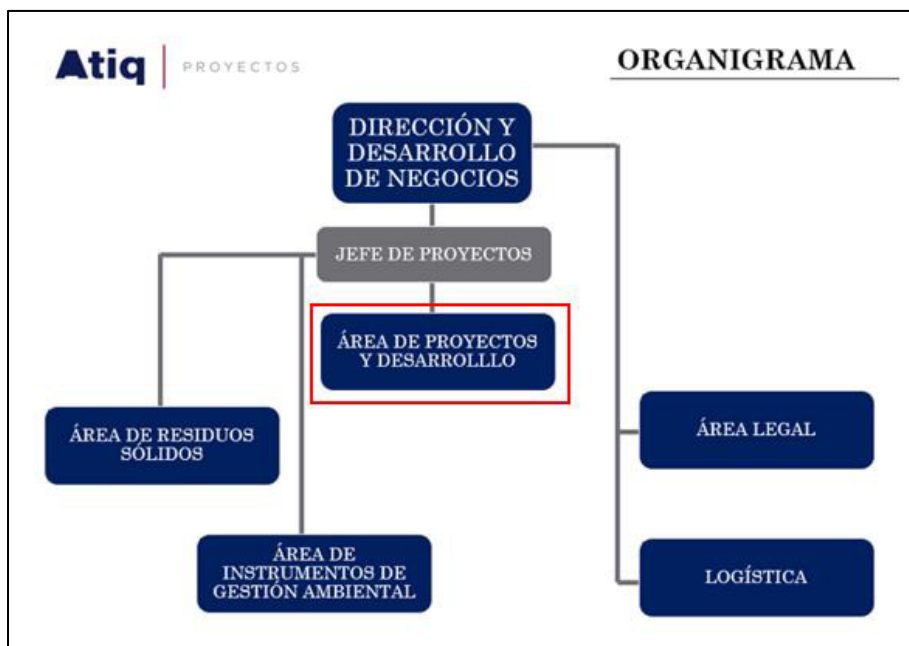 Atiq | PROYECTOS
ORGANIGRAMA
DIRECCIÓN Y
DESARROLLO
DE NEGOCIOS
JEFE DE PROYECTOS
ÁREA DE PROYECTOS
Y DESARROLLLO
ÁREA DE RESIDUOS
SÓLIDOS
ÁREA LEGAL
ÁREA DE
INSTRUMENTOS DE
GESTIÓN AMBIENTAL
LOGÍSTICA